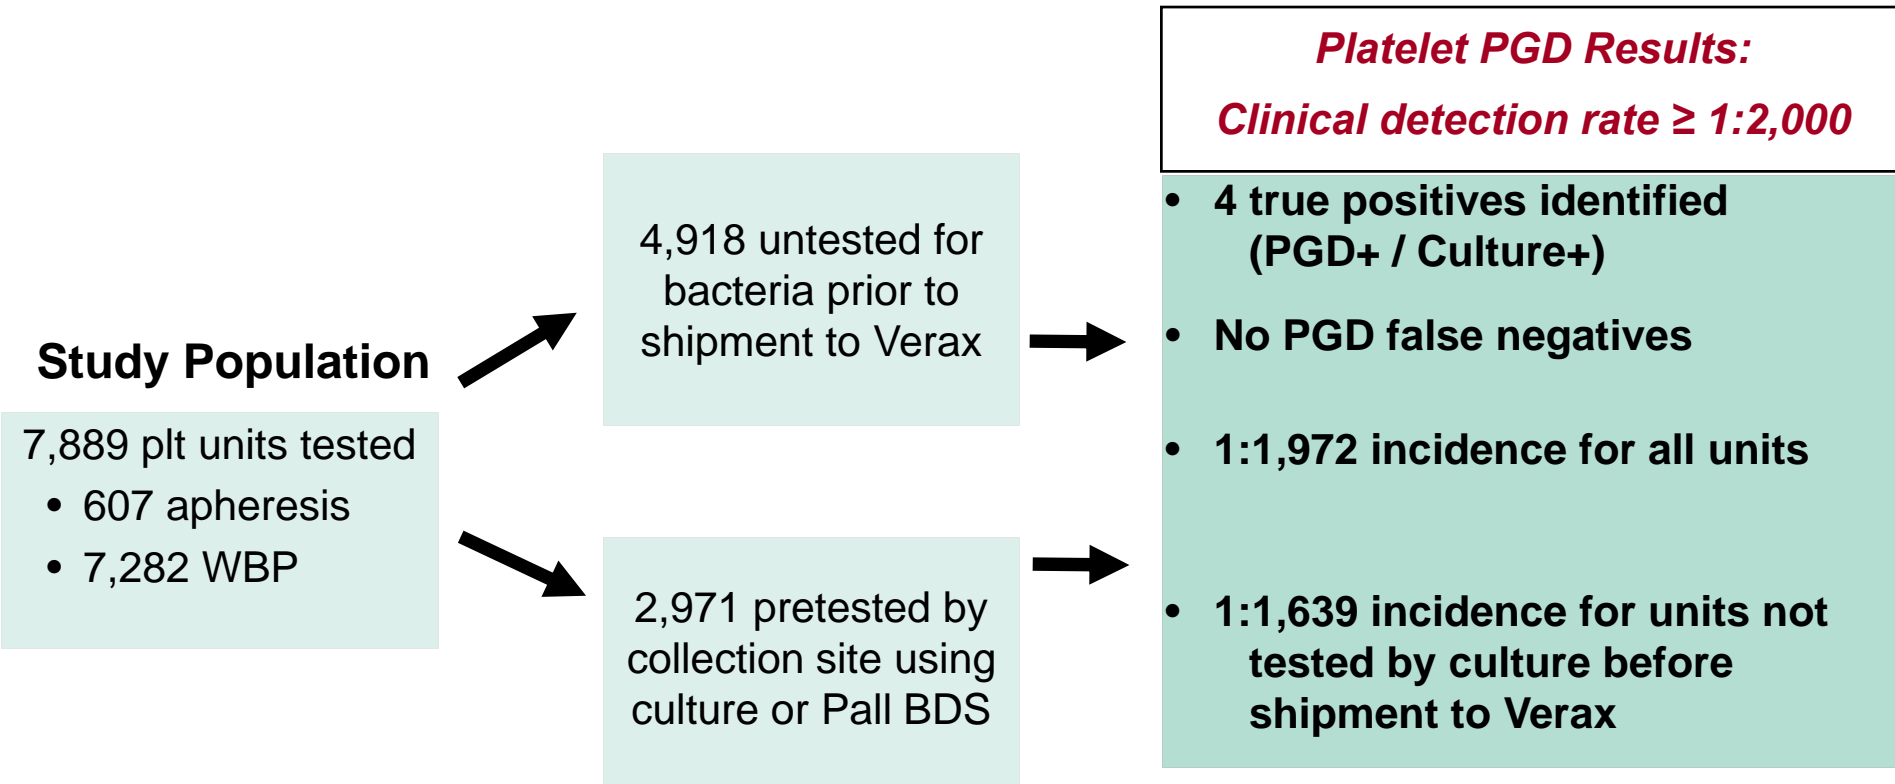 Study Population
7,889 plt units tested
• 607 apheresis
• 7,282 WBP
4,918 untested for
bacteria prior to
shipment to Verax
2,971 pretested by
collection site using
culture or Pall BDS
Platelet PGD Results:
Clinical detection rate ≥ 1:2,000
• 4 true positives identified
(PGD+ / Culture+)
• No PGD false negatives
• 1:1,972 incidence for all units
• 1:1,639 incidence for units not
tested by culture before
shipment to Verax